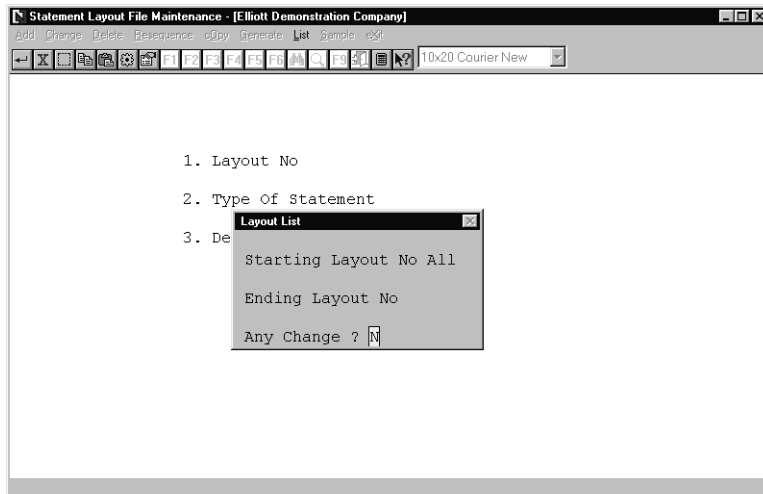 Statement Layout File Maintenance - [Elliott Demonstration Company]
Add Change Delete Resequence cOpy Generate List Sample eXit
F1 F2 F3 F4 F5 F6 F9 10x20 Courier New
1. Layout No
2. Type Of Statement
3. De
Layout List
Starting Layout No All
Ending Layout No
Any Change ? N